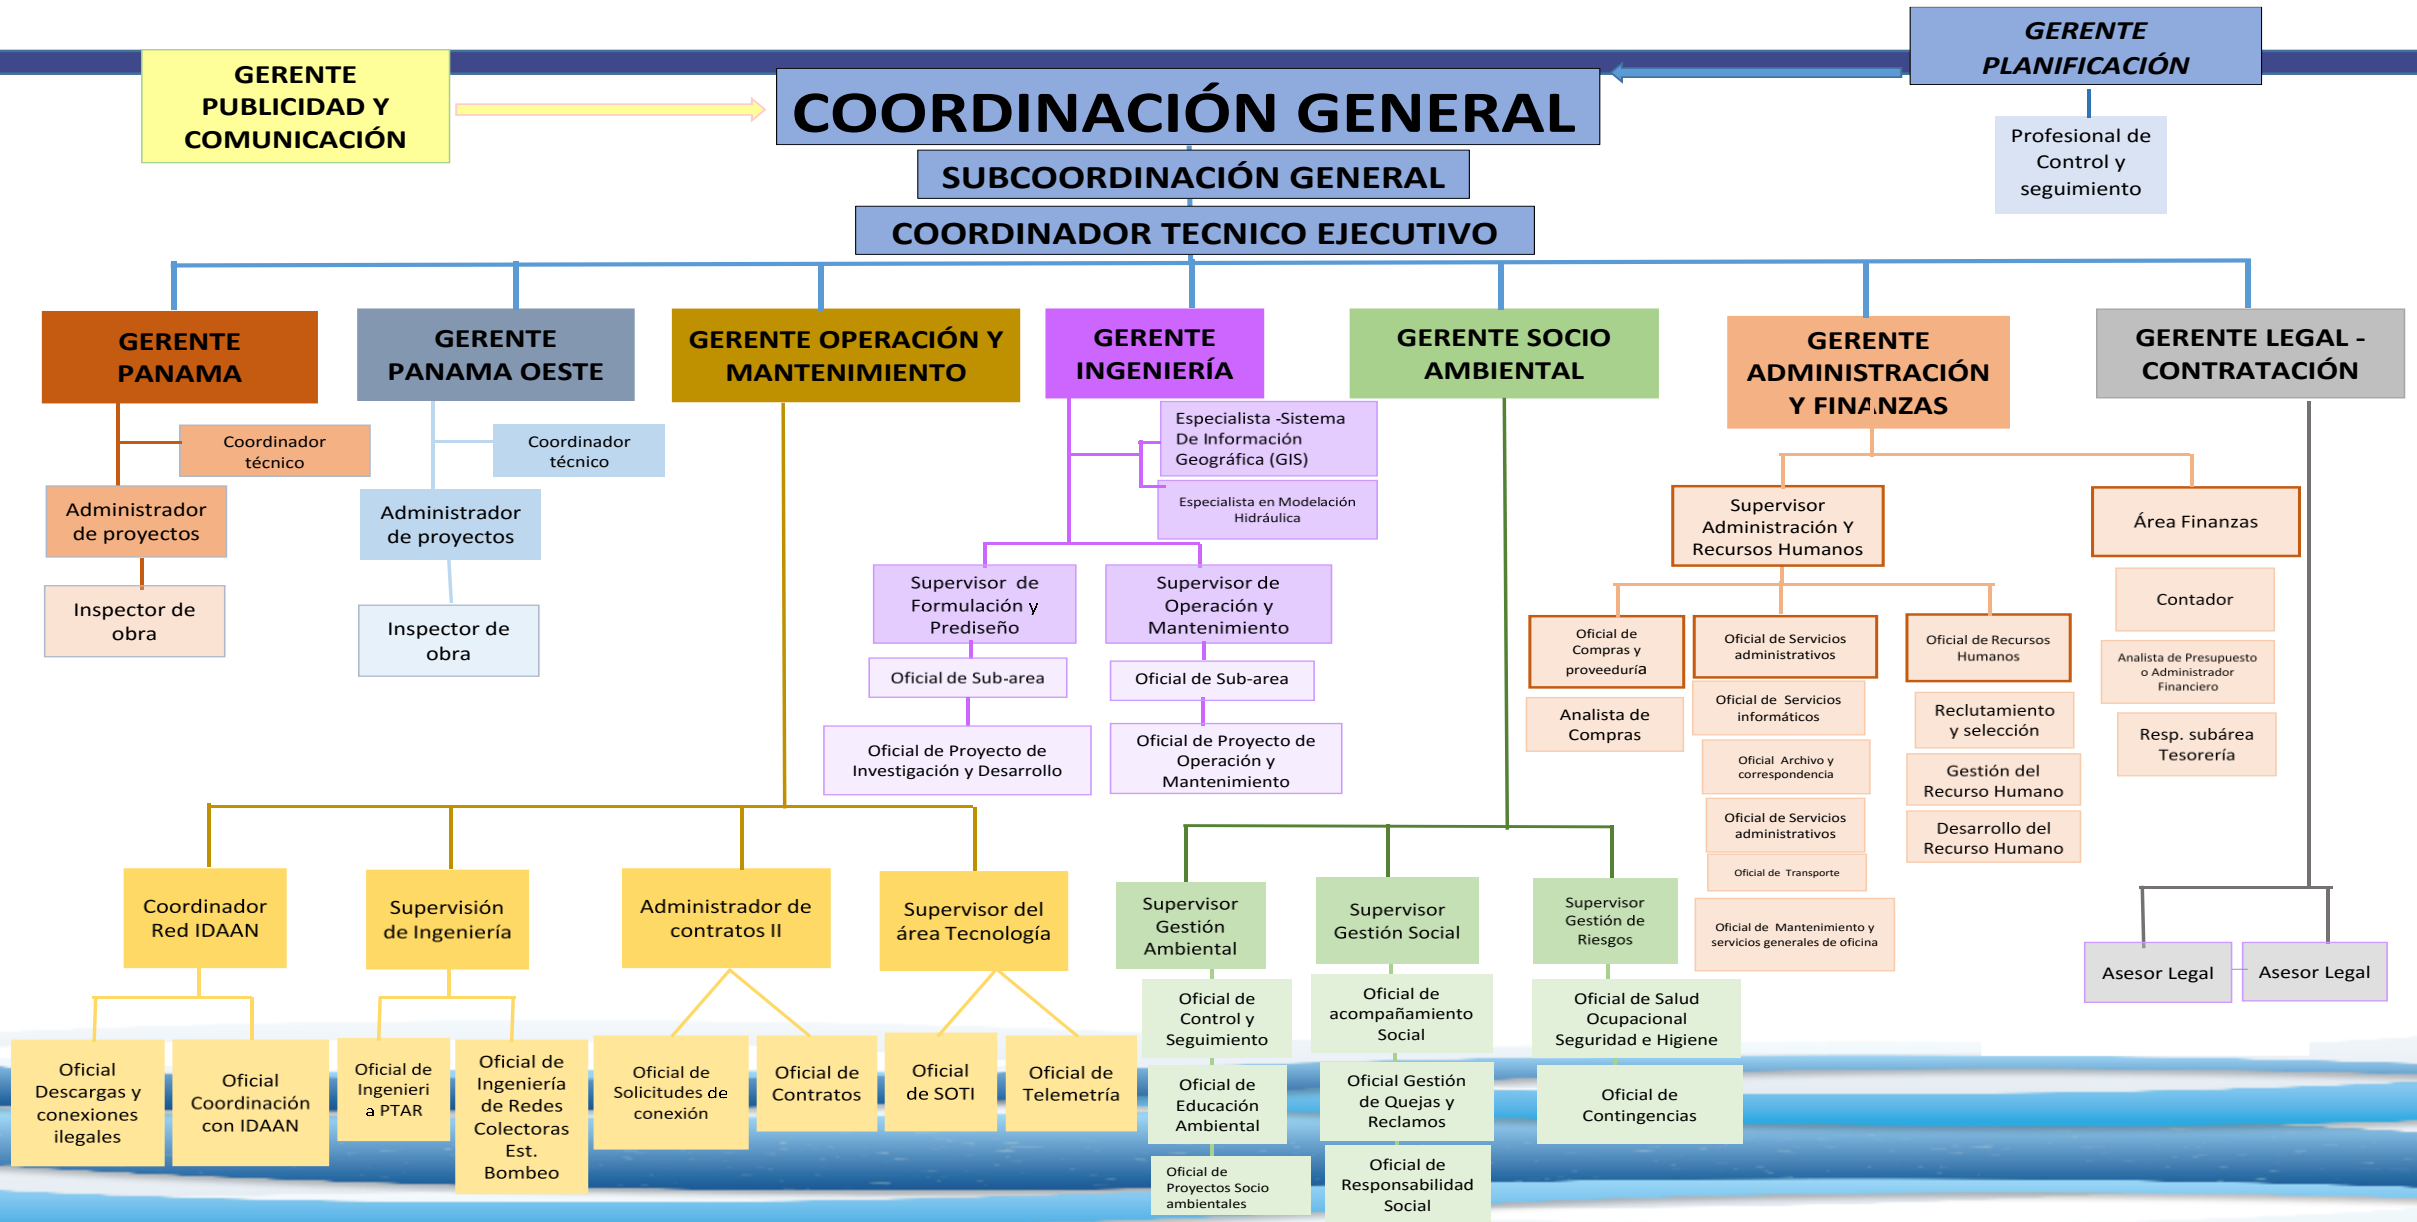 GERENTE
PUBLICIDAD Y
COMUNICACIÓN
COORDINACIÓN GENERAL
GERENTE
PLANIFICACIÓN
Profesional de
Control y
seguimiento
SUBCOORDINACIÓN GENERAL
COORDINADOR TECNICO EJECUTIVO
GERENTE
PANAMA
Coordinador
técnico
Administrador
de proyectos
Inspector de
obra
GERENTE
PANAMA OESTE
Coordinador
técnico
Administrador
de proyectos
Inspector de
obra
GERENTE OPERACIÓN Y
MANTENIMIENTO
Coordinador
Red IDAAN
Oficial
Descargas y
conexiones
ilegales
Oficial
Coordinación
con IDAAN
Supervisión
de Ingeniería
Oficial de
Ingenieri
a PTAR
Oficial de
Ingeniería
de Redes
Colectoras
Est.
Bombeo
Administrador de
contratos II
Oficial de
Solicitudes de
conexión
Oficial de
Contratos
Supervisor del
área Tecnología
Oficial
de SOTI
Oficial de
Telemetría
GERENTE
INGENIERÍA
Especialista -Sistema
De Información
Geográfica (GIS)
Especialista en Modelación
Hidráulica
Supervisor de
Formulación y
Prediseño
Oficial de Sub-area
Oficial de Proyecto de
Investigación y Desarrollo
Supervisor de
Operación y
Mantenimiento
Oficial de Sub-area
Oficial de Proyecto de
Operación y
Mantenimiento
GERENTE SOCIO
AMBIENTAL
Supervisor
Gestión
Ambiental
Oficial de
Control y
Seguimiento
Oficial de
Educación
Ambiental
Oficial de
Proyectos Socio
ambientales
Supervisor
Gestión Social
Oficial de
acompañamiento
Social
Oficial Gestión
de Quejas y
Reclamos
Oficial de
Responsabilidad
Social
Supervisor
Gestión de
Riesgos
Oficial de Salud
Ocupacional
Seguridad e Higiene
Oficial de
Contingencias
GERENTE
ADMINISTRACIÓN
Y FINANZAS
Supervisor
Administración Y
Recursos Humanos
Oficial de
Compras y
proveeduría
Analista de
Compras
Oficial de Servicios
administrativos
Oficial de Servicios
informáticos
Oficial Archivo y
correspondencia
Oficial de Servicios
administrativos
Oficial de Transporte
Oficial de Mantenimiento y
servicios generales de oficina
Oficial de Recursos
Humanos
Reclutamiento
y selección
Gestión del
Recurso Humano
Desarrollo del
Recurso Humano
Área Finanzas
Contador
Analista de Presupuesto
o Administrador
Financiero
Resp. subárea
Tesorería
GERENTE LEGAL -
CONTRATACIÓN
Asesor Legal
Asesor Legal